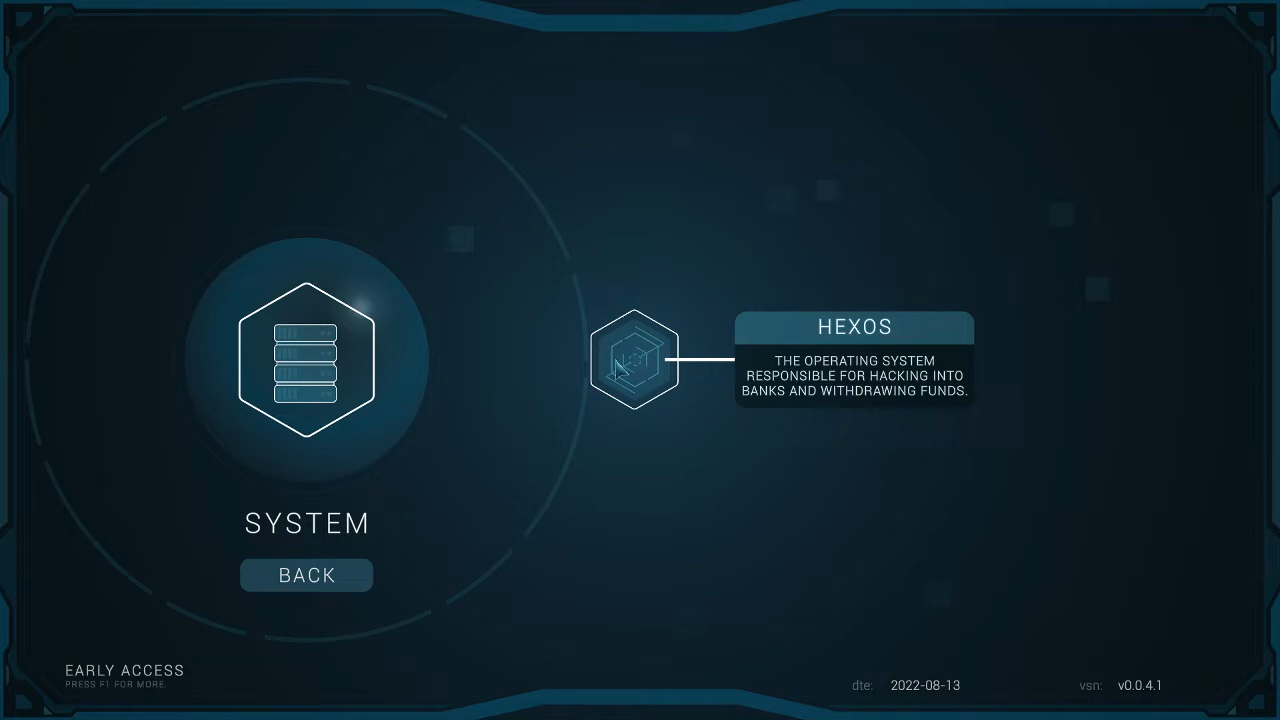 HEXOS
THE OPERATING SYSTEM
RESPONSIBLE FOR HACKING INTO
BANKS AND WITHDRAWING FUNDS.
SYSTEM
BACK
EARLY ACCESS
PRESS F1 FOR MORE.
dte: 2022-08-13
vsn: v0.0.4.1